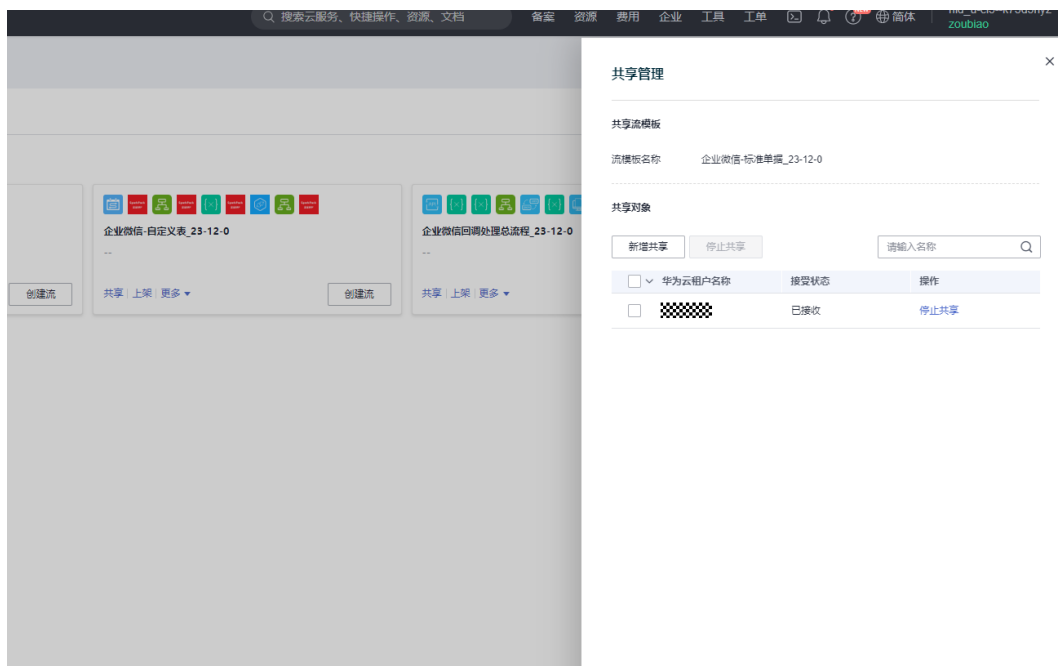 搜索云服务、快捷操作、资源、文档 备案 资源 费用 企业 工具 工单 简体
zoubiao
共享管理
共享流模板
流模板名称 企业微信-标准单据_23-12-0
共享对象
新增共享 停止共享 请输入名称
华为云租户名称 接受状态 操作
已接收 停止共享
创建流
企业微信-自定义表_23-12-0
--
共享 上架 更多 创建流
企业微信回调处理总流程_23-12-0
--
共享 上架 更多